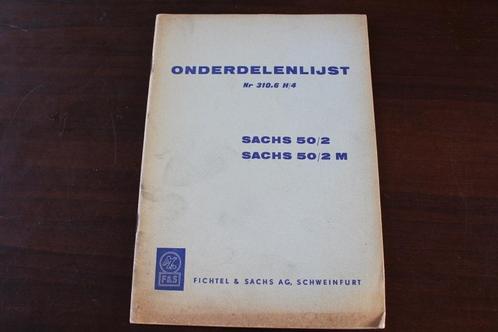 ONDERDELENLIJST
Nr 310.6 H/4
SACHS 50/2
SACHS 50/2 M
F&S
FICHTEL & SACHS AG, SCHWEINFURT